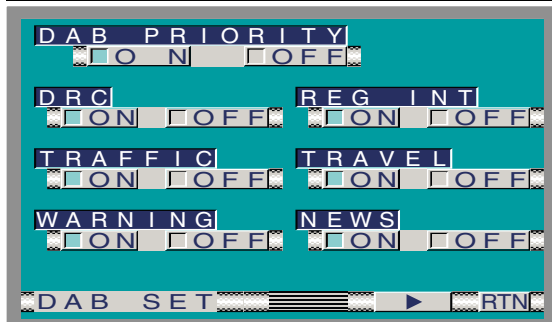 DAB PRIORITY
ON OFF
DRC REG INT
ON OFF ON OFF
TRAFFIC TRAVEL
ON OFF ON OFF
WARNING NEWS
ON OFF ON OFF
DAB SET ▶ RTN